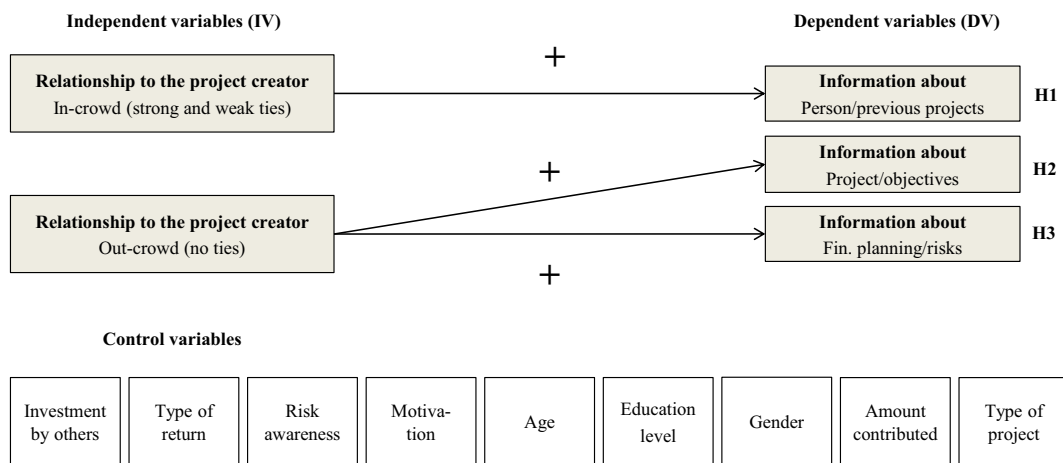 Independent variables (IV)
Dependent variables (DV)
Relationship to the project creator
In-crowd (strong and weak ties)
+
Information about
Person/previous projects
H1
Information about
Project/objectives
H2
+
Relationship to the project creator
Out-crowd (no ties)
Information about
Fin. planning/risks
H3
+
Control variables
Investment
by others
Type of
return
Risk
awareness
Motiva-
tion
Age
Education
level
Gender
Amount
contributed
Type of
project